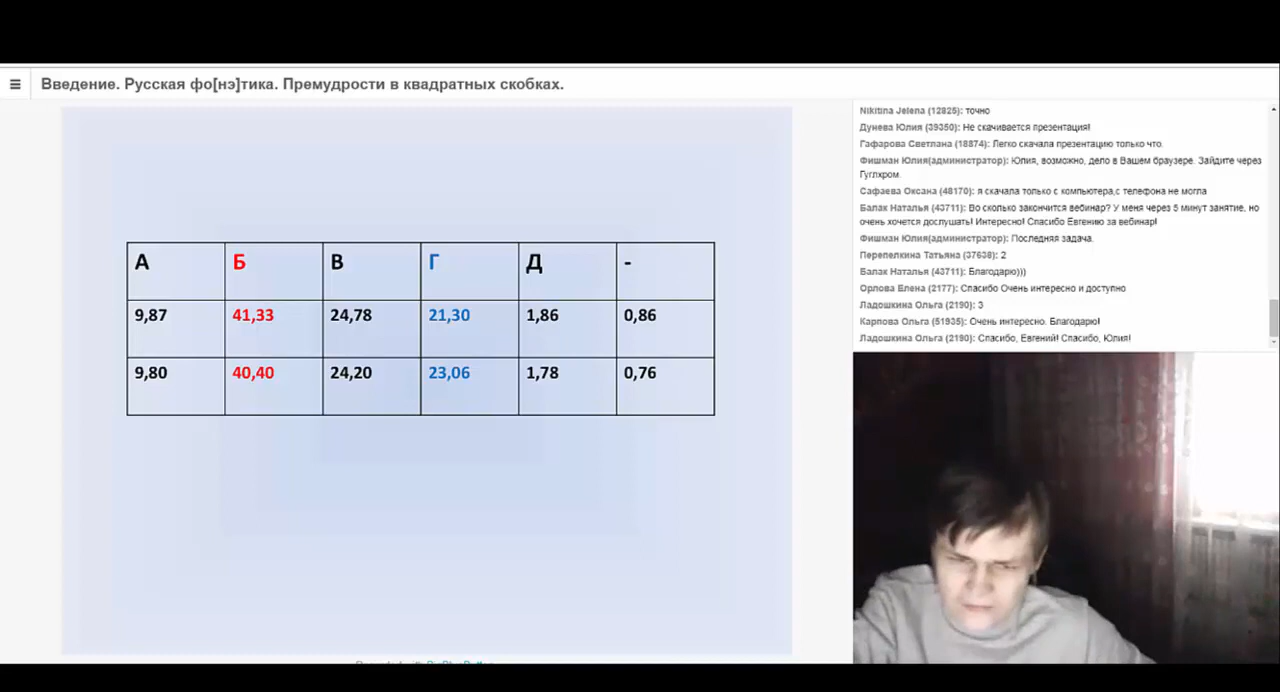 Введение. Русская фо[нэ]тика. Премудрости в квадратных скобках.
А Б В Г Д -
9,87 41,33 24,78 21,30 1,86 0,86
9,80 40,40 24,20 23,06 1,78 0,76
Nikitina Jelena (12825): точно
Дунева Юлия (39350): Не скачивается презентация!
Гафарова Светлана (18874): Легко скачала презентацию только что.
Фишман Юлия(администратор): Юлия, возможно, дело в Вашем браузере. Зайдите через
Гуглхром.
Сафаева Оксана (48170): я скачала только с компьютера,с телефона не могла
Балак Наталья (43711): Во сколько закончится вебинар? У меня через 5 минут занятие, но
очень хочется дослушать! Интересно! Спасибо Евгению за вебинар!
Фишман Юлия(администратор): Последняя задача.
Перепелкина Татьяна (37638): 2
Балак Наталья (43711): Благодарю)))
Орлова Елена (2177): Спасибо Очень интересно и доступно
Ладошкина Ольга (2190): 3
Карпова Ольга (51935): Очень интересно. Благодарю!
Ладошкина Ольга (2190): Спасибо, Евгений! Спасибо, Юлия!